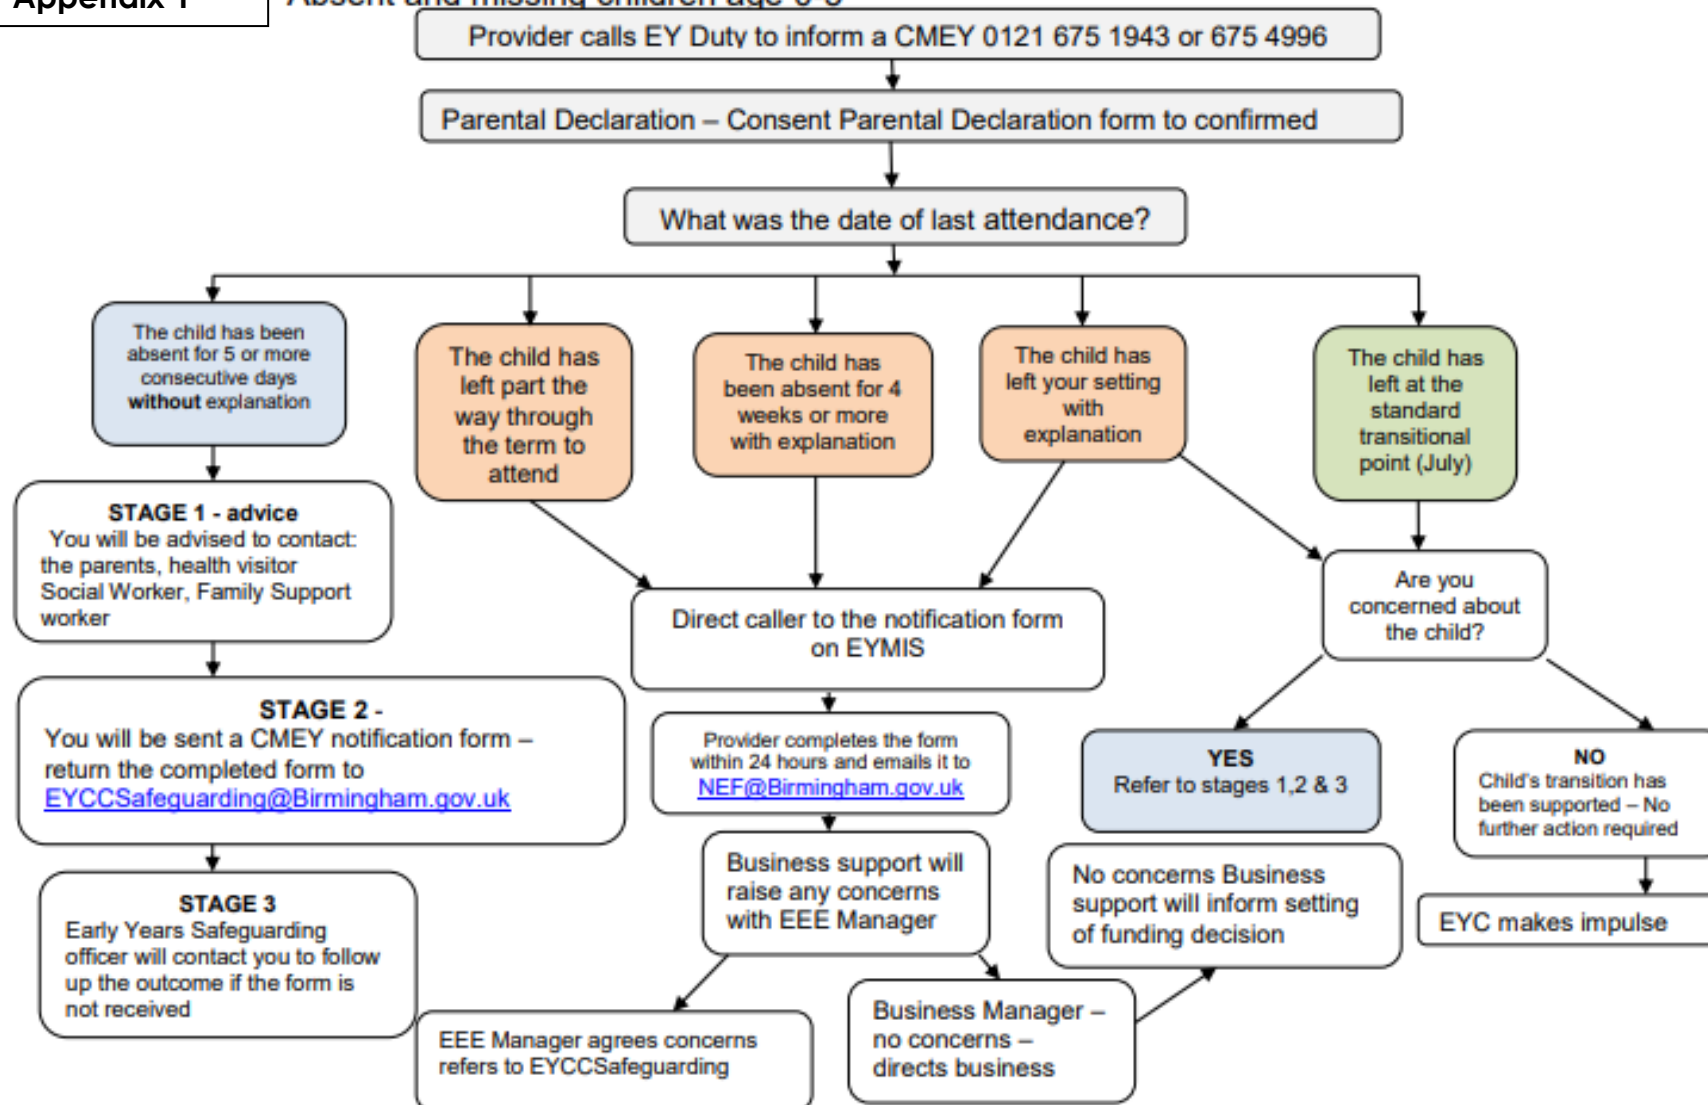 Appendix 1
Absent and missing children age 0-5
Provider calls EY Duty to inform a CMEY 0121 675 1943 or 675 4996
Parental Declaration – Consent Parental Declaration form to confirmed
What was the date of last attendance?
The child has been
absent for 5 or more
consecutive days
without explanation
The child has
left part the
way through
the term to
attend
The child has
been absent for 4
weeks or more
with explanation
The child has
left your setting
with
explanation
The child has
left at the
standard
transitional
point (July)
STAGE 1 - advice
You will be advised to contact:
the parents, health visitor
Social Worker, Family Support
worker
Direct caller to the notification form
on EYMIS
Are you
concerned about
the child?
STAGE 2 -
You will be sent a CMEY notification form –
return the completed form to
EYCCSafeguarding@Birmingham.gov.uk
Provider completes the form
within 24 hours and emails it to
NEF@Birmingham.gov.uk
YES
Refer to stages 1,2 & 3
NO
Child's transition has
been supported – No
further action required
STAGE 3
Early Years Safeguarding
officer will contact you to follow
up the outcome if the form is
not received
Business support will
raise any concerns
with EEE Manager
No concerns Business
support will inform setting
of funding decision
EYC makes impulse
EEE Manager agrees concerns
refers to EYCCSafeguarding
Business Manager –
no concerns –
directs business